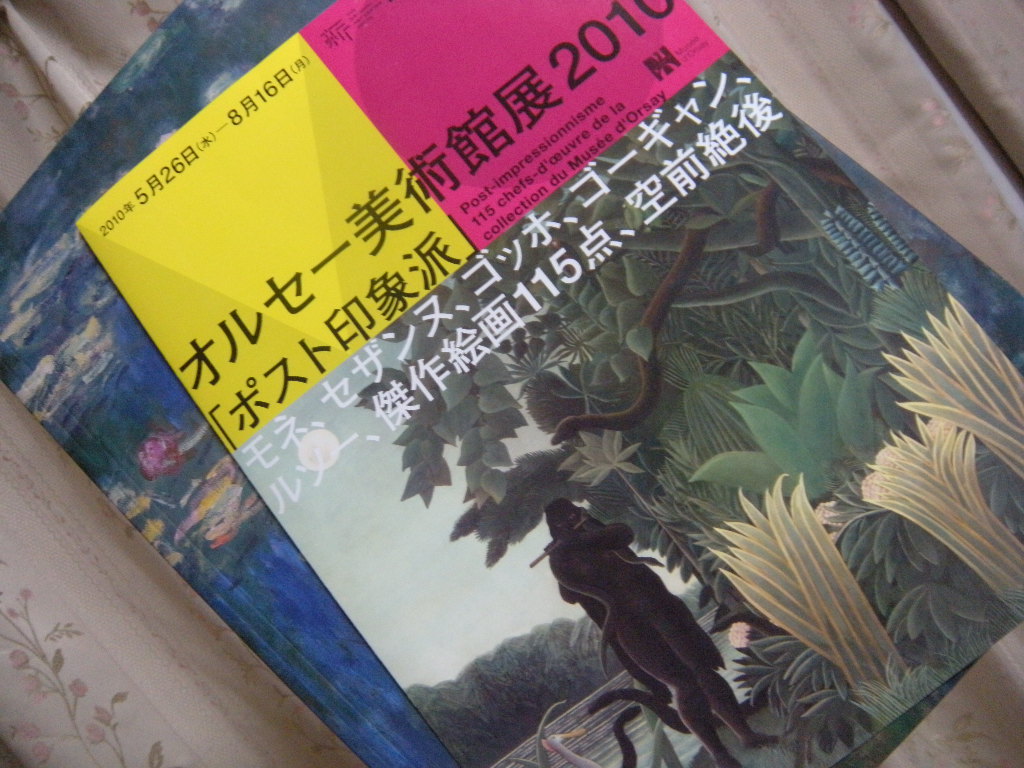 2010年 5月26日(水)—8月16日(月)
オルセー美術館展2010
「ポスト印象派」
Post-impressionnisme
115 chefs-d'œuvre de la
collection du Musée d'Orsay
モネ、セザンヌ、ゴッホ、ゴーギャン、
ルソー、傑作絵画115点、空前絶後
Musée
d'Orsay